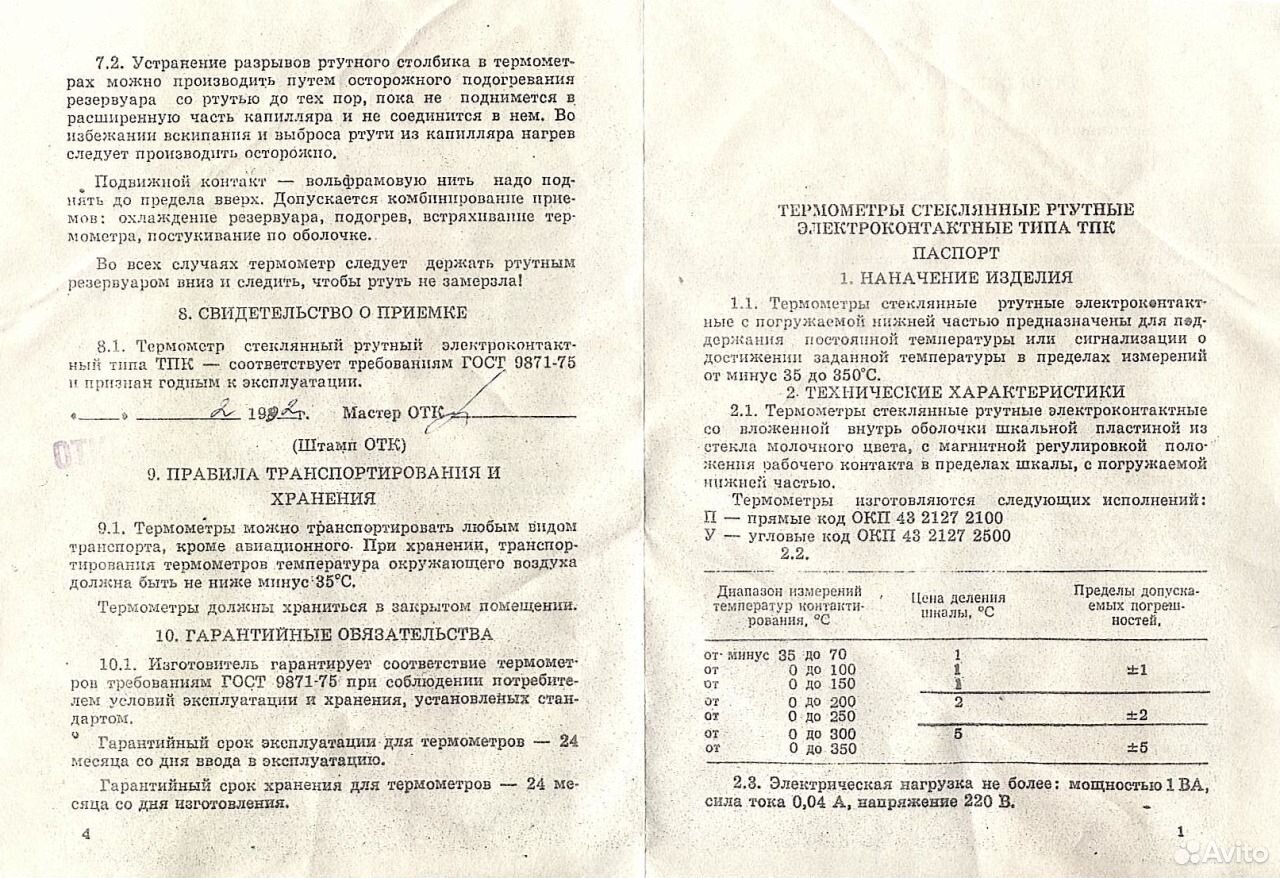 7.2. Устранение разрывов ртутного столбика в термомет-
рах можно производить путем осторожного подогревания
резервуара со ртутью до тех пор, пока не поднимется в
расширенную часть капилляра и не соединится в нем. Во
избежании вскипания и выброса ртути из капилляра нагрев
следует производить осторожно.
Подвижной контакт — вольфрамовую нить надо под-
нять до предела вверх. Допускается комбинирование прие-
мов: охлаждение резервуара, подогрев, встряхивание тер-
мометра, постукивание по оболочке.
Во всех случаях термометр следует держать ртутным
резервуаром вниз и следить, чтобы ртуть не замерзла!
8. СВИДЕТЕЛЬСТВО О ПРИЕМКЕ
8.1. Термометр стеклянный ртутный электроконтакт-
ный типа ТПК — соответствует требованиям ГОСТ 9871-75
и признан годным к эксплуатации.
«____» ________2 1992г. Мастер ОТК
(Штамп ОТК)
ОТК
9. ПРАВИЛА ТРАНСПОРТИРОВАНИЯ И
ХРАНЕНИЯ
9.1. Термометры можно транспортировать любым видом
транспорта, кроме авиационного. При хранении, транспор-
тировании термометров температура окружающего воздуха
должна быть не ниже минус 35°С.
Термометры должны храниться в закрытом помещении.
10. ГАРАНТИЙНЫЕ ОБЯЗАТЕЛЬСТВА
10.1. Изготовитель гарантирует соответствие термомет-
ров требованиям ГОСТ 9871-75 при соблюдении потребите-
лем условий эксплуатации и хранения, установленых стан-
дартом.
Гарантийный срок эксплуатации для термометров — 24
месяца со дня ввода в эксплуатацию.
Гарантийный срок хранения для термометров — 24 ме-
сяца со дня изготовления.
4
ТЕРМОМЕТРЫ СТЕКЛЯННЫЕ РТУТНЫЕ
ЭЛЕКТРОКОНТАКТНЫЕ ТИПА ТПК
ПАСПОРТ
1. НАНАЧЕНИЕ ИЗДЕЛИЯ
1.1. Термометры стеклянные ртутные электроконтакт-
ные с погружаемой нижней частью предназначены для под-
держания постоянной температуры или сигнализации о
достижении заданной температуры в пределах измерений
от минус 35 до 350°С.
2. ТЕХНИЧЕСКИЕ ХАРАКТЕРИСТИКИ
2.1. Термометры стеклянные ртутные электроконтактные
со вложенной внутрь оболочки шкальной пластиной из
стекла молочного цвета, с магнитной регулировкой поло-
жения рабочего контакта в пределах шкалы, с погружаемой
нижней частью.
Термометры изготовляются следующих исполнений:
П — прямые код ОКП 43 2127 2100
У — угловые код ОКП 43 2127 2500
2.2.
Диапазон измерений температур контакти- рования, °С Цена деления шкалы, °С Пределы допуска- емых погреш- ностей,
от минус 35 до 70 1
от 0 до 100 1 ±1
от 0 до 150 1
от 0 до 200 2
от 0 до 250 ±2
от 0 до 300 5
от 0 до 350 ±5
2.3. Электрическая нагрузка не более: мощностью 1 ВА,
сила тока 0,04 А, напряжение 220 В.
1
Avito